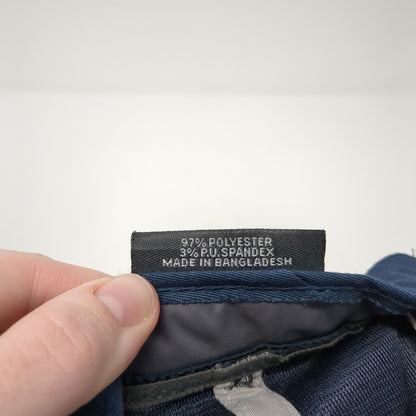 97% POLYESTER
3% P.U. SPANDEX
MADE IN BANGLADESH